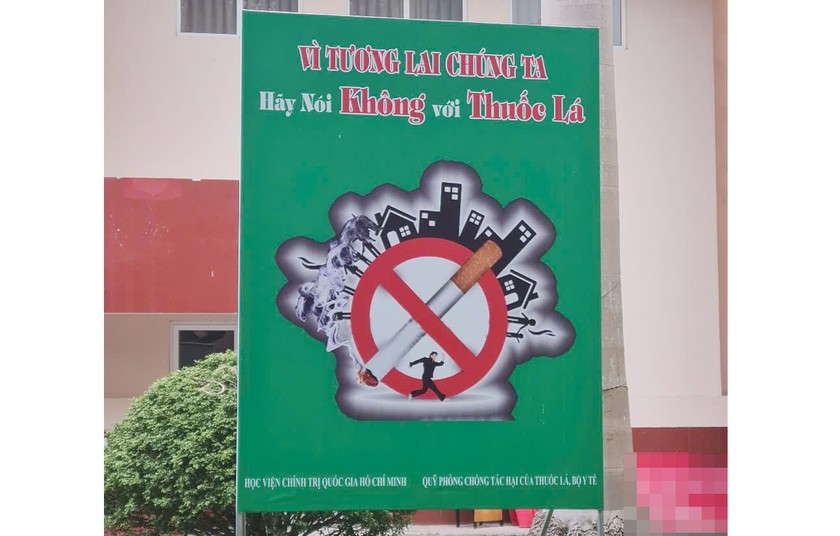 VÌ TƯƠNG LAI CHÚNG TA
Hãy Nói Không với Thuốc Lá
HỌC VIỆN CHÍNH TRỊ QUỐC GIA HỒ CHÍ MINH QUỸ PHÒNG CHỐNG TÁC HẠI CỦA THUỐC LÁ, BỘ Y TẾ